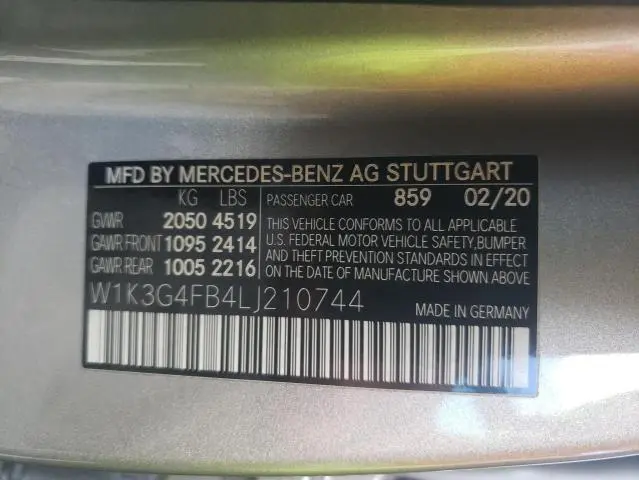 MFD BY MERCEDES-BENZ AG STUTTGART
KG LBS
GVWR 2050 4519
GAWR FRONT 1095 2414
GAWR REAR 1005 2216
PASSENGER CAR 859 02/20
THIS VEHICLE CONFORMS TO ALL APPLICABLE
U.S. FEDERAL MOTOR VEHICLE SAFETY,BUMPER
AND THEFT PREVENTION STANDARDS IN EFFECT
ON THE DATE OF MANUFACTURE SHOWN ABOVE.
W1K3G4FB4LJ210744
MADE IN GERMANY